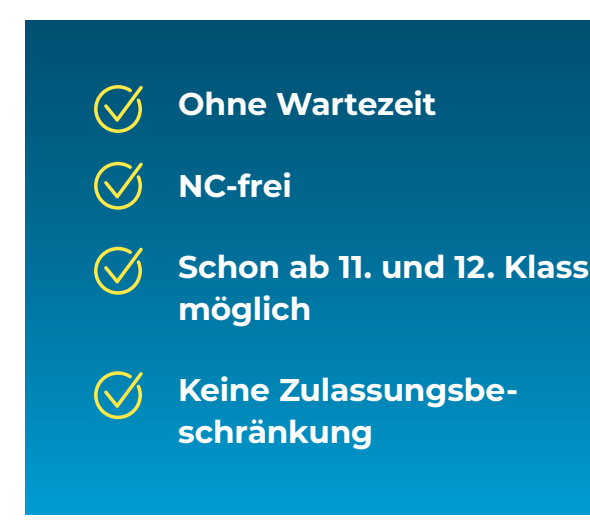 Ohne Wartezeit
NC-frei
Schon ab 11. und 12. Klass
möglich
Keine Zulassungsbe-
schränkung